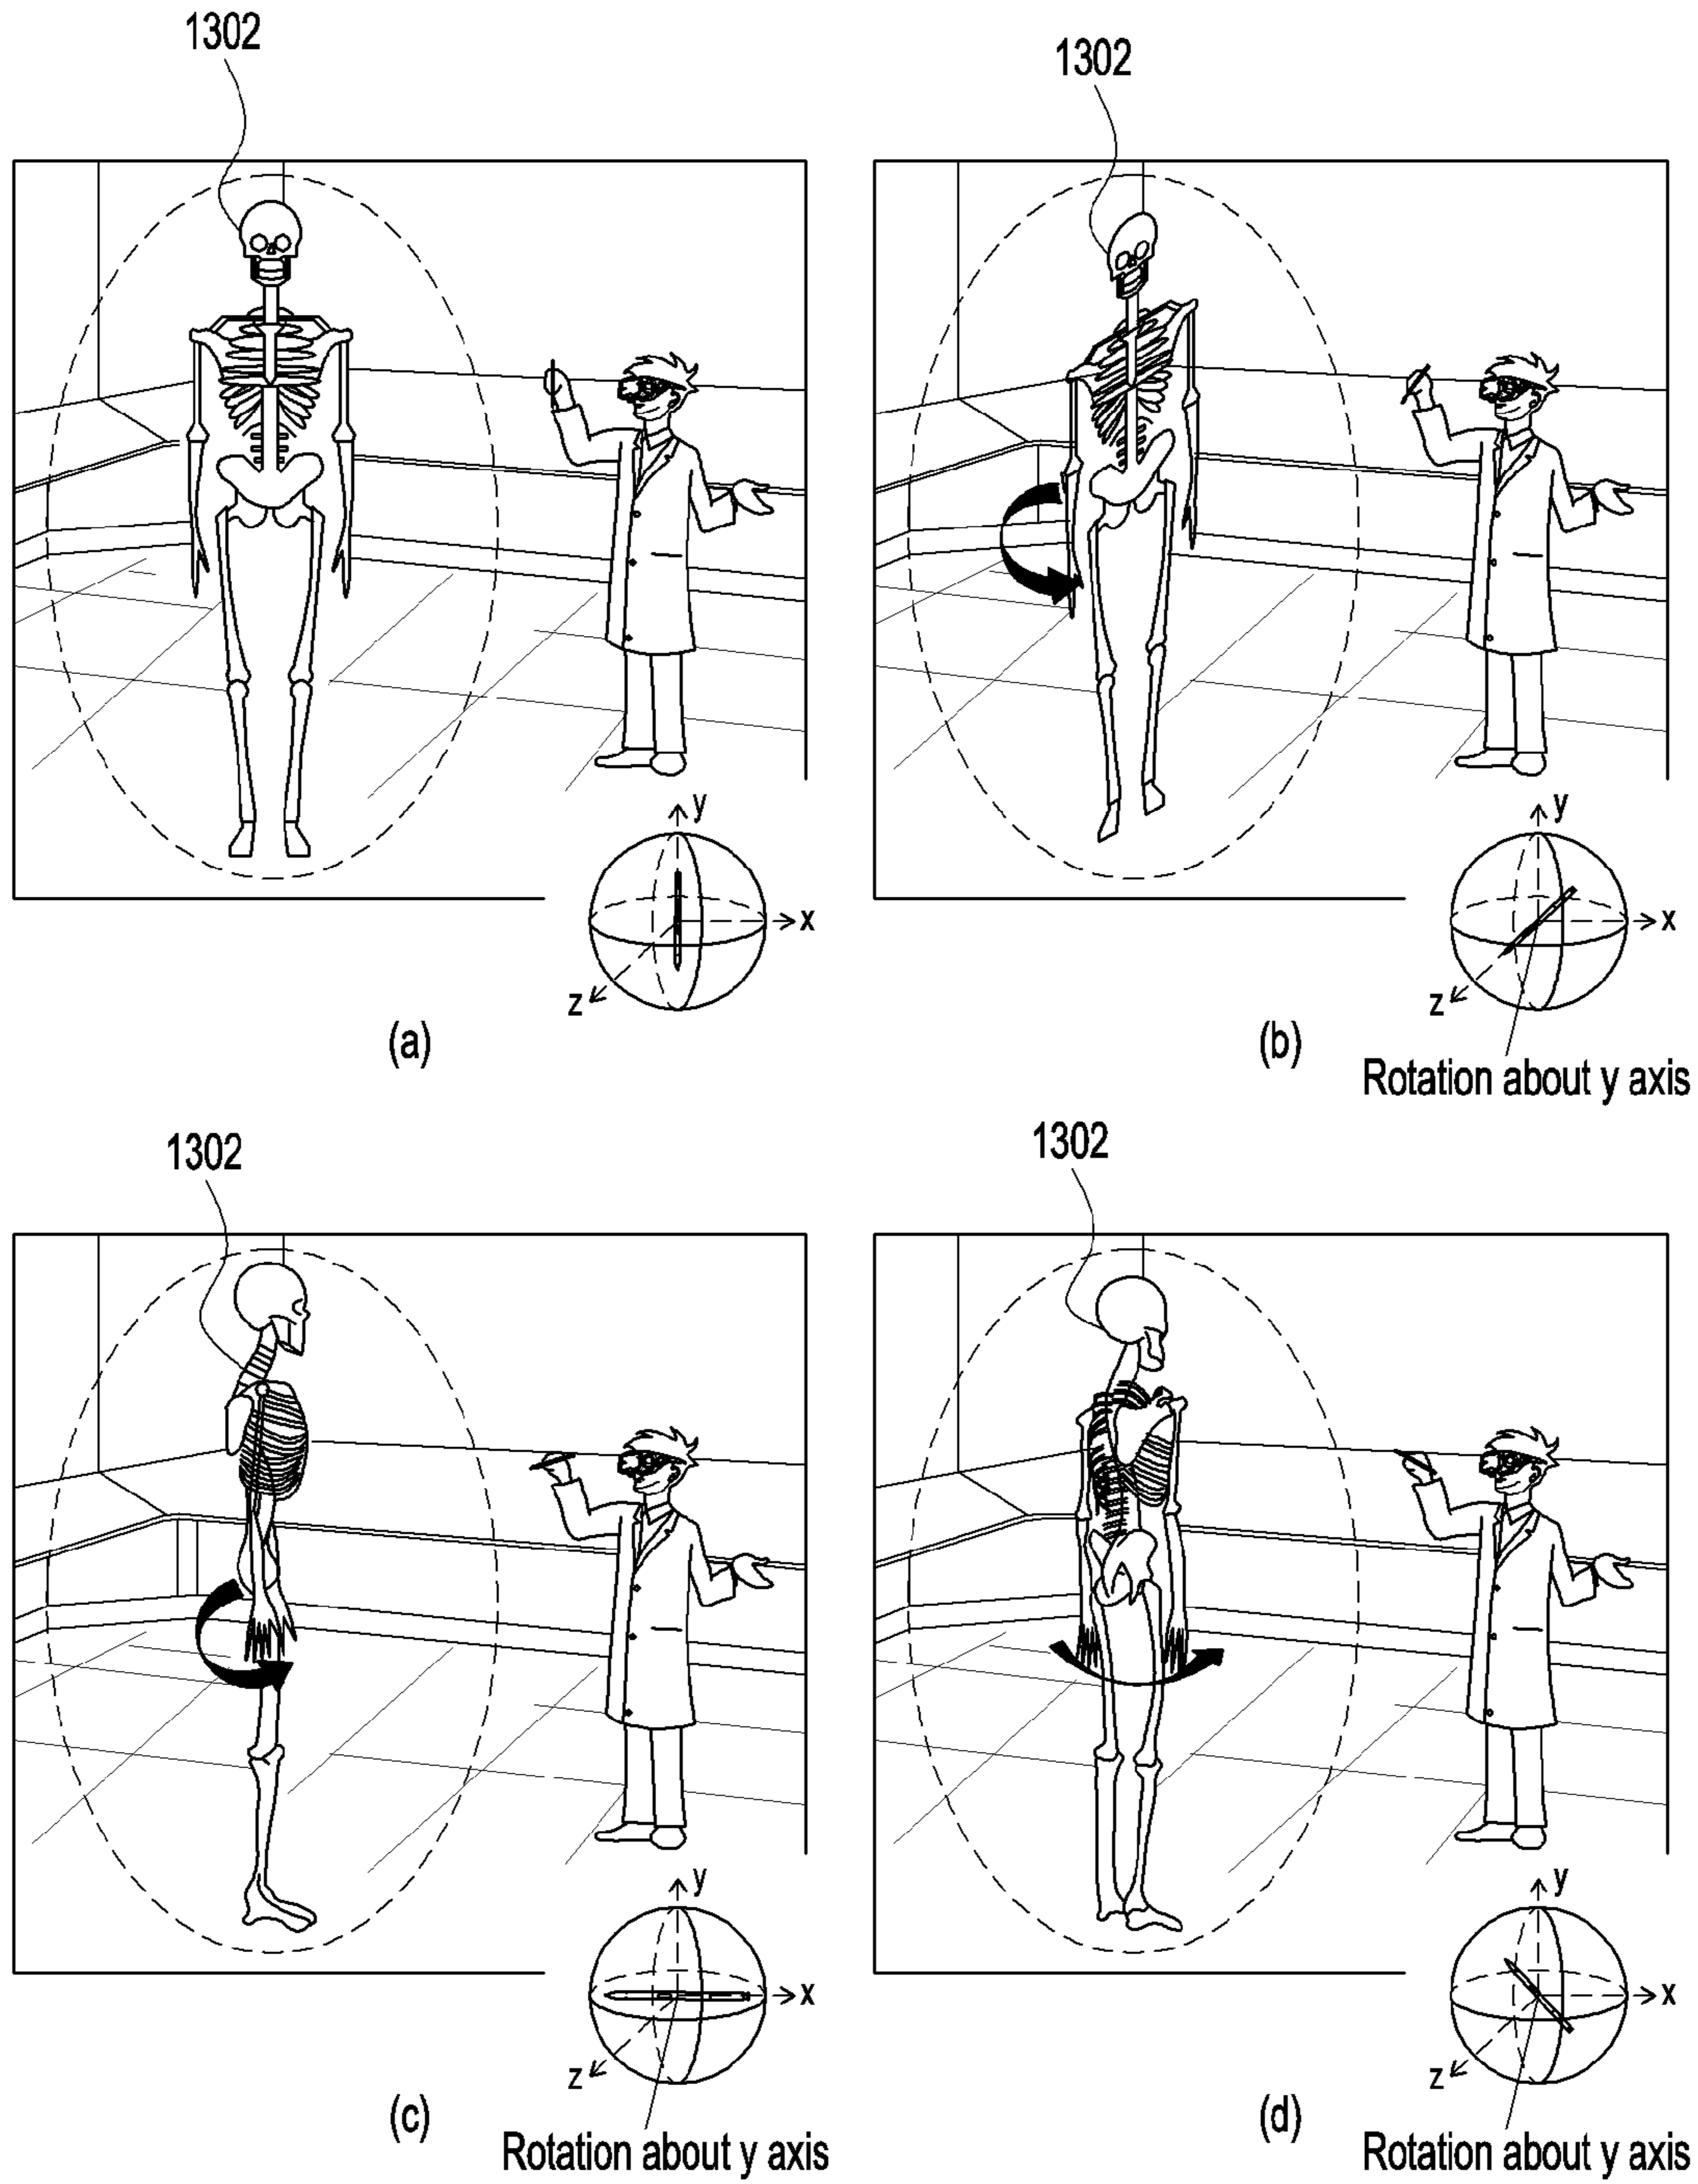 1302
1302
y
x
z
(a)
y
x
z
(b)
Rotation about y axis
1302
1302
y
x
z
(c)
Rotation about y axis
y
x
z
(d)
Rotation about y axis